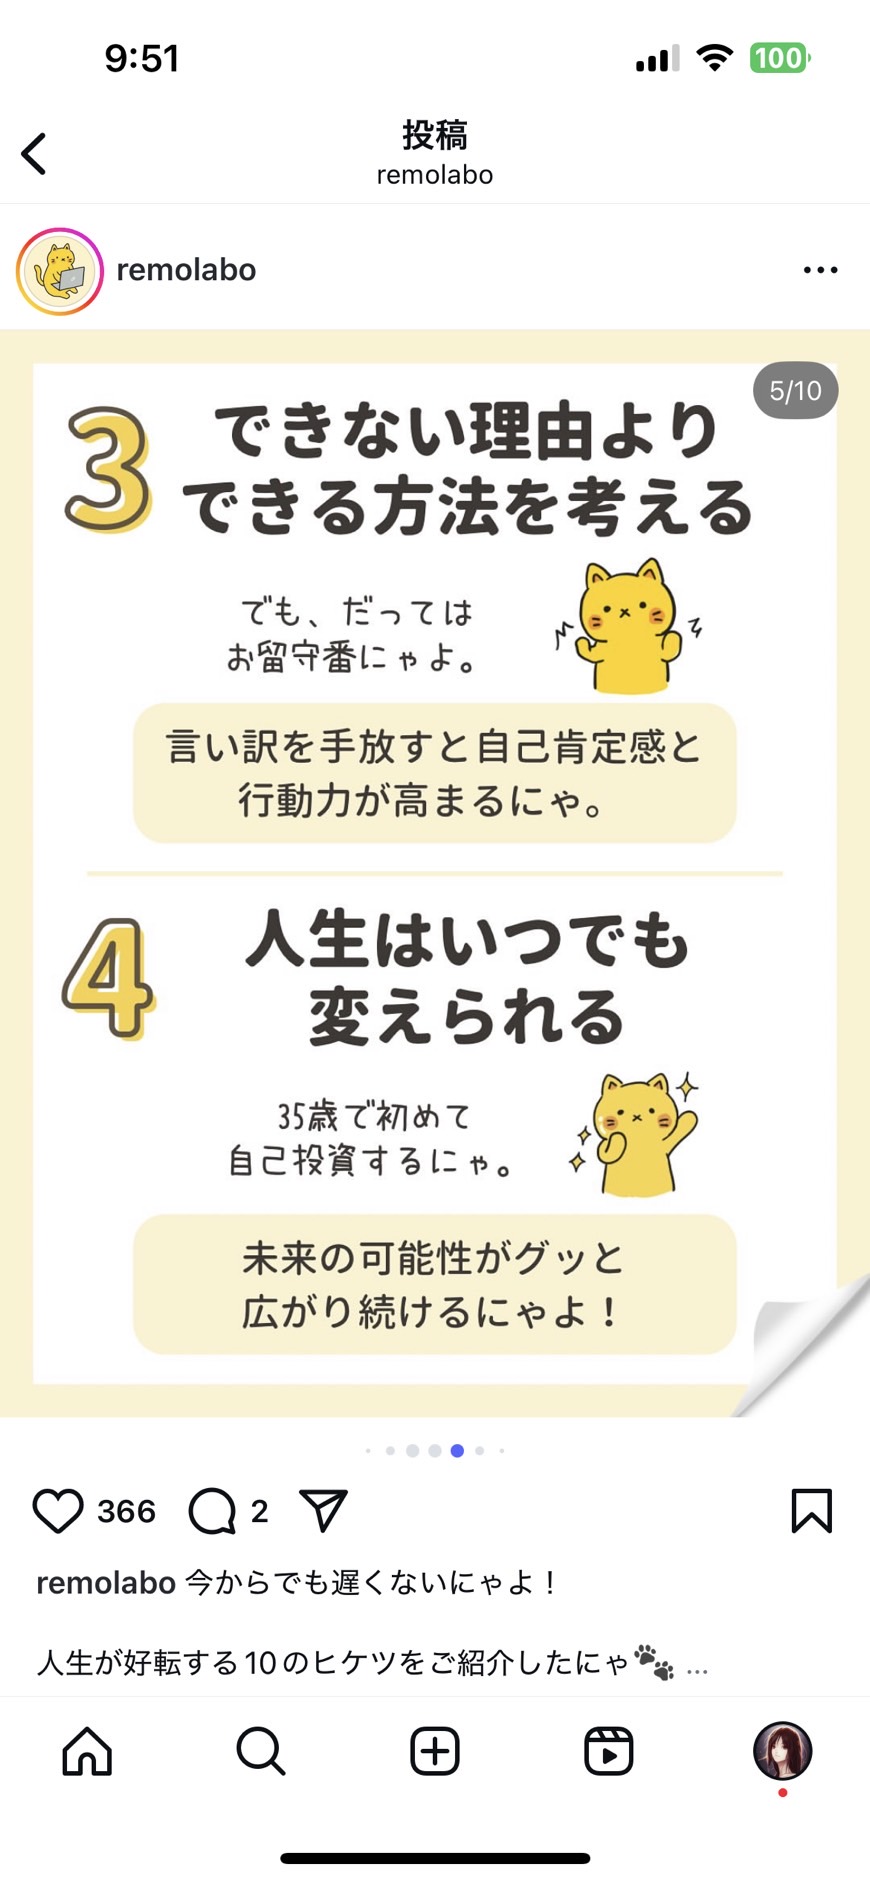 9:51
100
投稿
remolabo
remolabo
5/10
3
できない理由より
できる方法を考える
でも、だっては
お留守番にゃよ。
言い訳を手放すと自己肯定感と
行動力が高まるにゃ。
4
人生はいつでも
変えられる
35歳で初めて
自己投資するにゃ。
未来の可能性がグッと
広がり続けるにゃよ！
366
2
remolabo 今からでも遅くないにゃよ！
人生が好転する10のヒケツをご紹介したにゃ🐾 ...